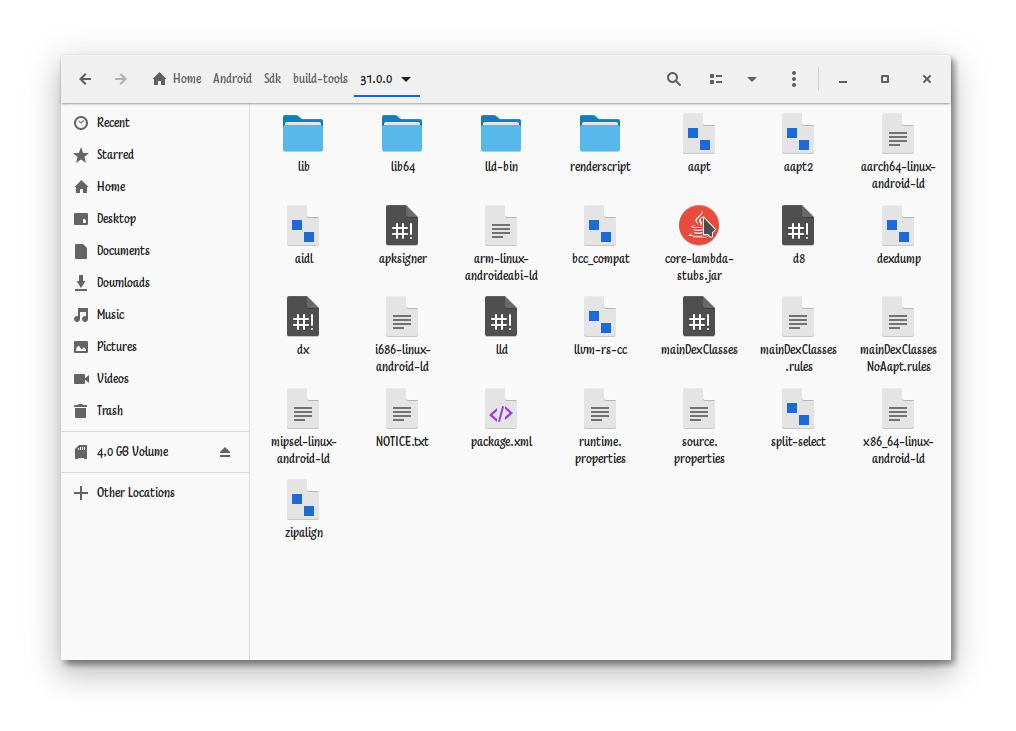 Home Android Sdk build-tools 31.0.0
Recent
Starred
Home
Desktop
Documents
Downloads
Music
Pictures
Videos
Trash
4.0 GB Volume
Other Locations
lib lib64 lld-bin renderscript aapt aapt2 aarch64-linux-
android-ld
aidl apksigner arm-linux- bcc_compat core-lambda- d8 dexdump
androideabi-ld stubs.jar
dx i686-linux- lld llvm-rs-cc mainDexClasses mainDexClasses mainDexClasses
android-ld .rules NoAapt.rules
mipsel-linux- NOTICE.txt package.xml runtime. source. split-select x86_64-linux-
android-ld properties properties android-ld
zipalign